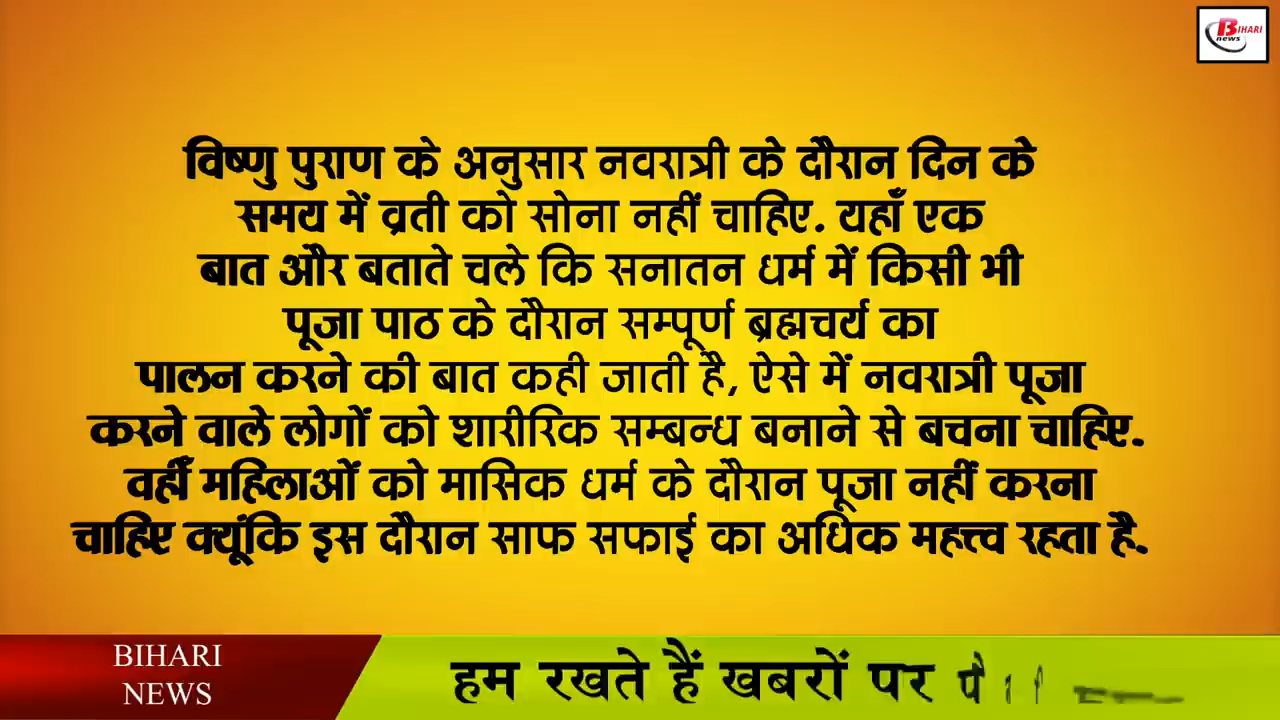 BIHARI
news
विष्णु पुराण के अनुसार नवरात्री के दौरान दिन के
समय में व्रती को सोना नहीं चाहिए. यहाँ एक
बात और बताते चले कि सनातन धर्म में किसी भी
पूजा पाठ के दौरान सम्पूर्ण ब्रह्मचर्य का
पालन करने की बात कही जाती है, ऐसे में नवरात्री पूजा
करने वाले लोगों को शारीरिक सम्बन्ध बनाने से बचना चाहिए.
वहीँ महिलाओं को मासिक धर्म के दौरान पूजा नहीं करना
चाहिए क्यूंकि इस दौरान साफ सफाई का अधिक महत्त्व रहता है.
BIHARI
NEWS
हम रखते हैं खबरों पर